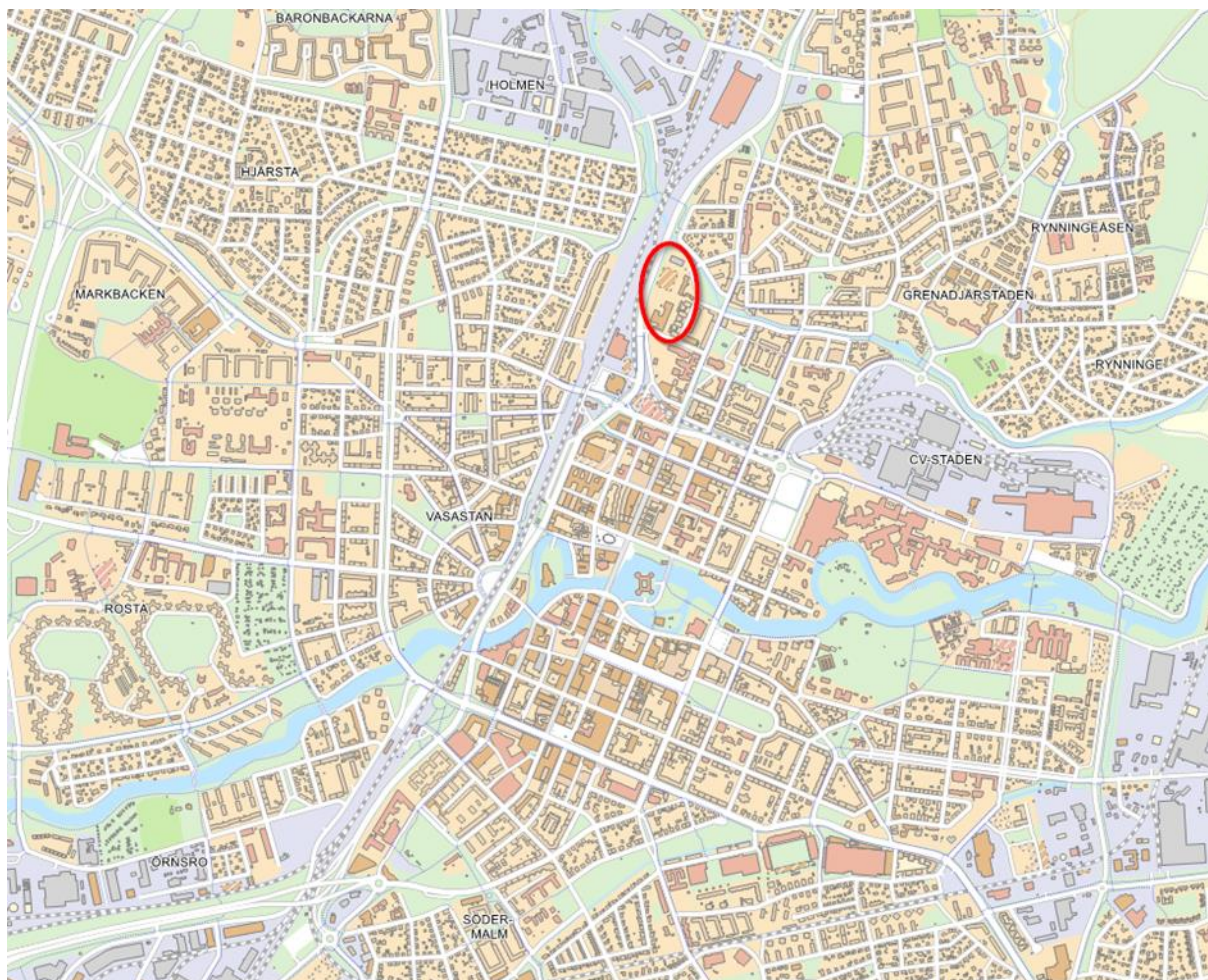 BARONBACKARNA
HOLMEN
HJÄRSTA
RYNNINGEÅSEN
MARKBACKEN
GRENADJÄRSTADEN
RYNNINGE
CV-STADEN
VASASTAN
ROSTA
ÖRNSRO
SÖDER-
MALM